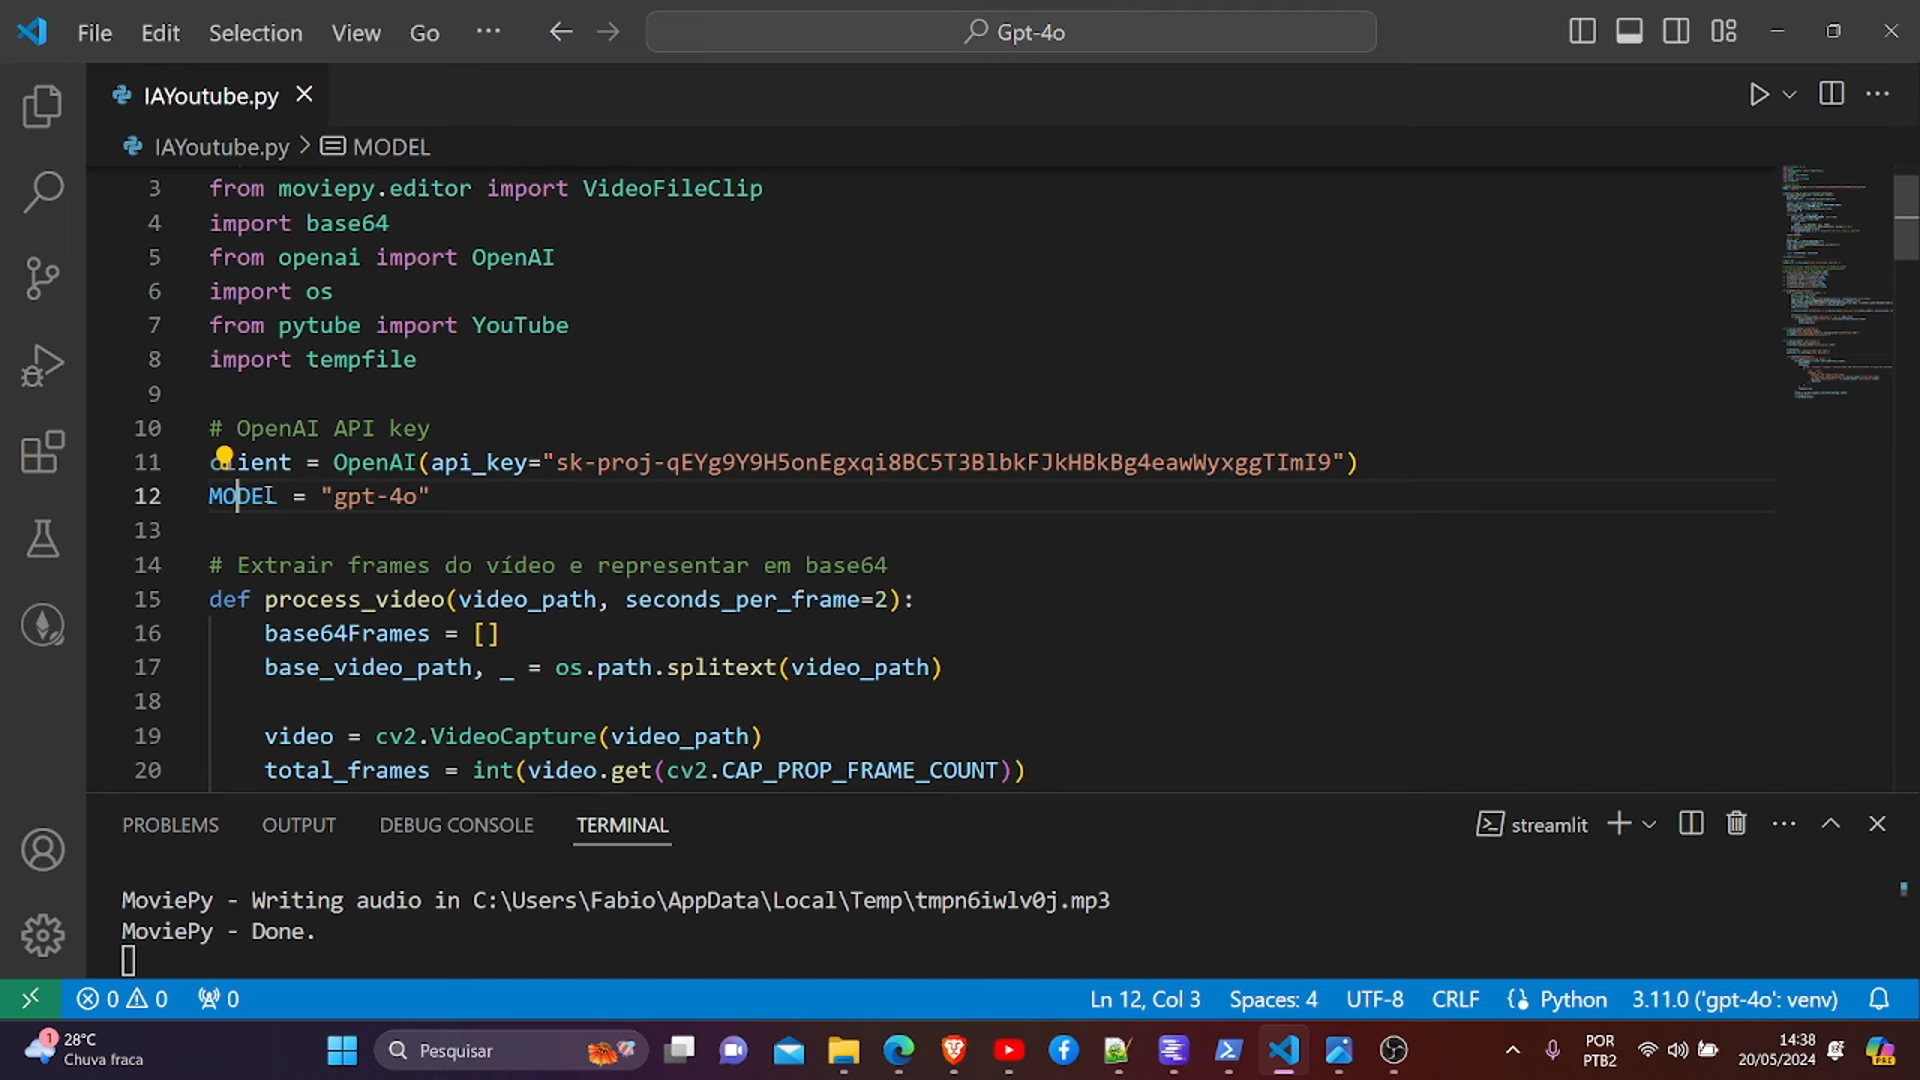 File Edit Selection View Go ... Gpt-4o
IAYoutube.py
IAYoutube.py > MODEL
3 from moviepy.editor import VideoFileClip
4 import base64
5 from openai import OpenAI
6 import os
7 from pytube import YouTube
8 import tempfile
9
10 # OpenAI API key
11 client = OpenAI(api_key="sk-proj-qEYg9Y9H5onEgxqi8BC5T3BlbkFJkHBkBg4eawWyxggTImI9")
12 MODEL = "gpt-4o"
13
14 # Extrair frames do vídeo e representar em base64
15 def process_video(video_path, seconds_per_frame=2):
16 base64Frames = []
17 base_video_path, _ = os.path.splitext(video_path)
18
19 video = cv2.VideoCapture(video_path)
20 total_frames = int(video.get(cv2.CAP_PROP_FRAME_COUNT))
PROBLEMS OUTPUT DEBUG CONSOLE TERMINAL streamlit
MoviePy - Writing audio in C:\Users\Fabio\AppData\Local\Temp\tmpn6iwlv0j.mp3
MoviePy - Done.
0 0 0 Ln 12, Col 3 Spaces: 4 UTF-8 CRLF Python 3.11.0 ('gpt-4o': venv)
1 28°C
Chuva fraca
Pesquisar
POR
PTB2
14:38
20/05/2024
PRE